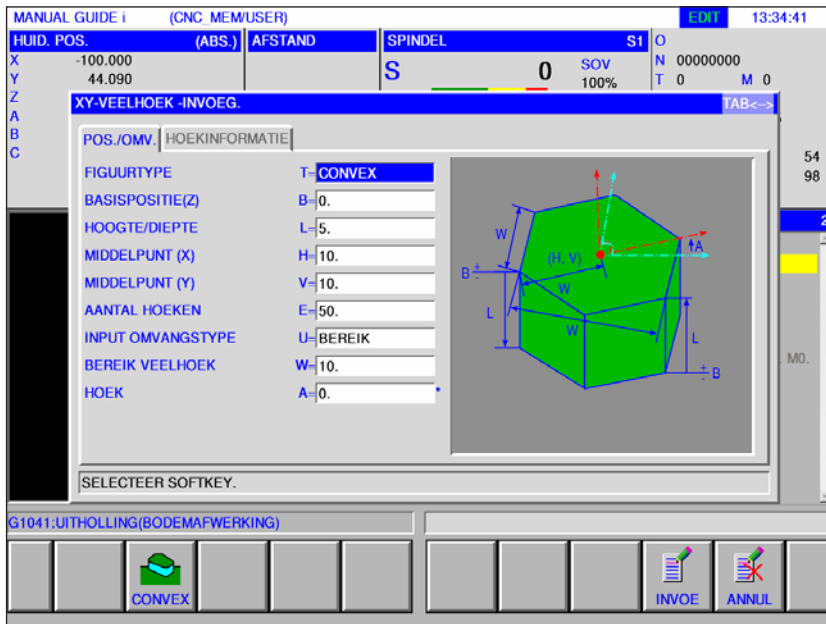 MANUAL GUIDE i (CNC_MEM/USER) EDIT 13:34:41
HUID. POS. (ABS.) AFSTAND SPINDEL S1 O
X -100.000 S 0 SOV 100% N 00000000
Y 44.090 T 0 M 0
Z
A
B
C
54
98
2
M0.
XY-VEELHOEK -INVOEG. TAB<-->
POS./OMV. HOEKINFORMATIE
FIGUURTYPE T= CONVEX
BASISPOSITIE(Z) B= 0.
HOOGTE/DIEPTE L= 5.
MIDDELPUNT (X) H= 10.
MIDDELPUNT (Y) V= 10.
AANTAL HOEKEN E= 50.
INPUT OMVANGSTYPE U= BEREIK
BEREIK VEELHOEK W= 10.
HOEK A= 0. °
W
(H, V)
A
B + -
W
L
W
L
+ - B
SELECTEER SOFTKEY.
G1041:UITHOLLING(BODEMAFWERKING)
CONVEX INVOE ANNUL